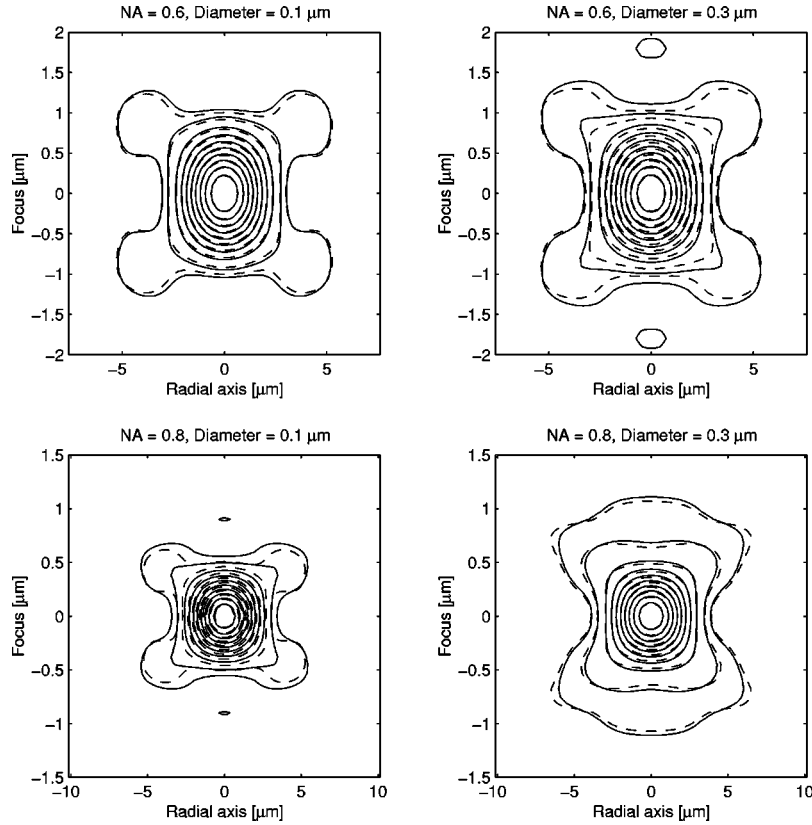 NA = 0.6, Diameter = 0.1 μm
2
1.5
1
0.5
0
−0.5
−1
−1.5
−2
Focus [μm]
−5 0 5
Radial axis [μm]
NA = 0.6, Diameter = 0.3 μm
2
1.5
1
0.5
0
−0.5
−1
−1.5
−2
Focus [μm]
−5 0 5
Radial axis [μm]
NA = 0.8, Diameter = 0.1 μm
1.5
1
0.5
0
−0.5
−1
−1.5
Focus [μm]
−10 −5 0 5 10
Radial axis [μm]
NA = 0.8, Diameter = 0.3 μm
1.5
1
0.5
0
−0.5
−1
−1.5
Focus [μm]
−10 −5 0 5 10
Radial axis [μm]